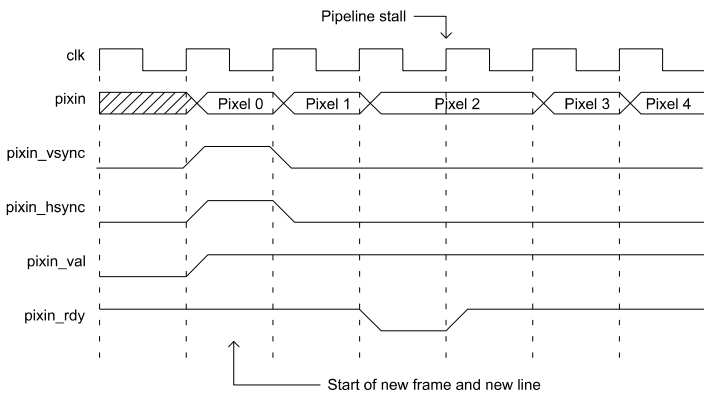 Pipeline stall
clk
pixin
Pixel 0
Pixel 1
Pixel 2
Pixel 3
Pixel 4
pixin_vsync
pixin_hsync
pixin_val
pixin_rdy
Start of new frame and new line